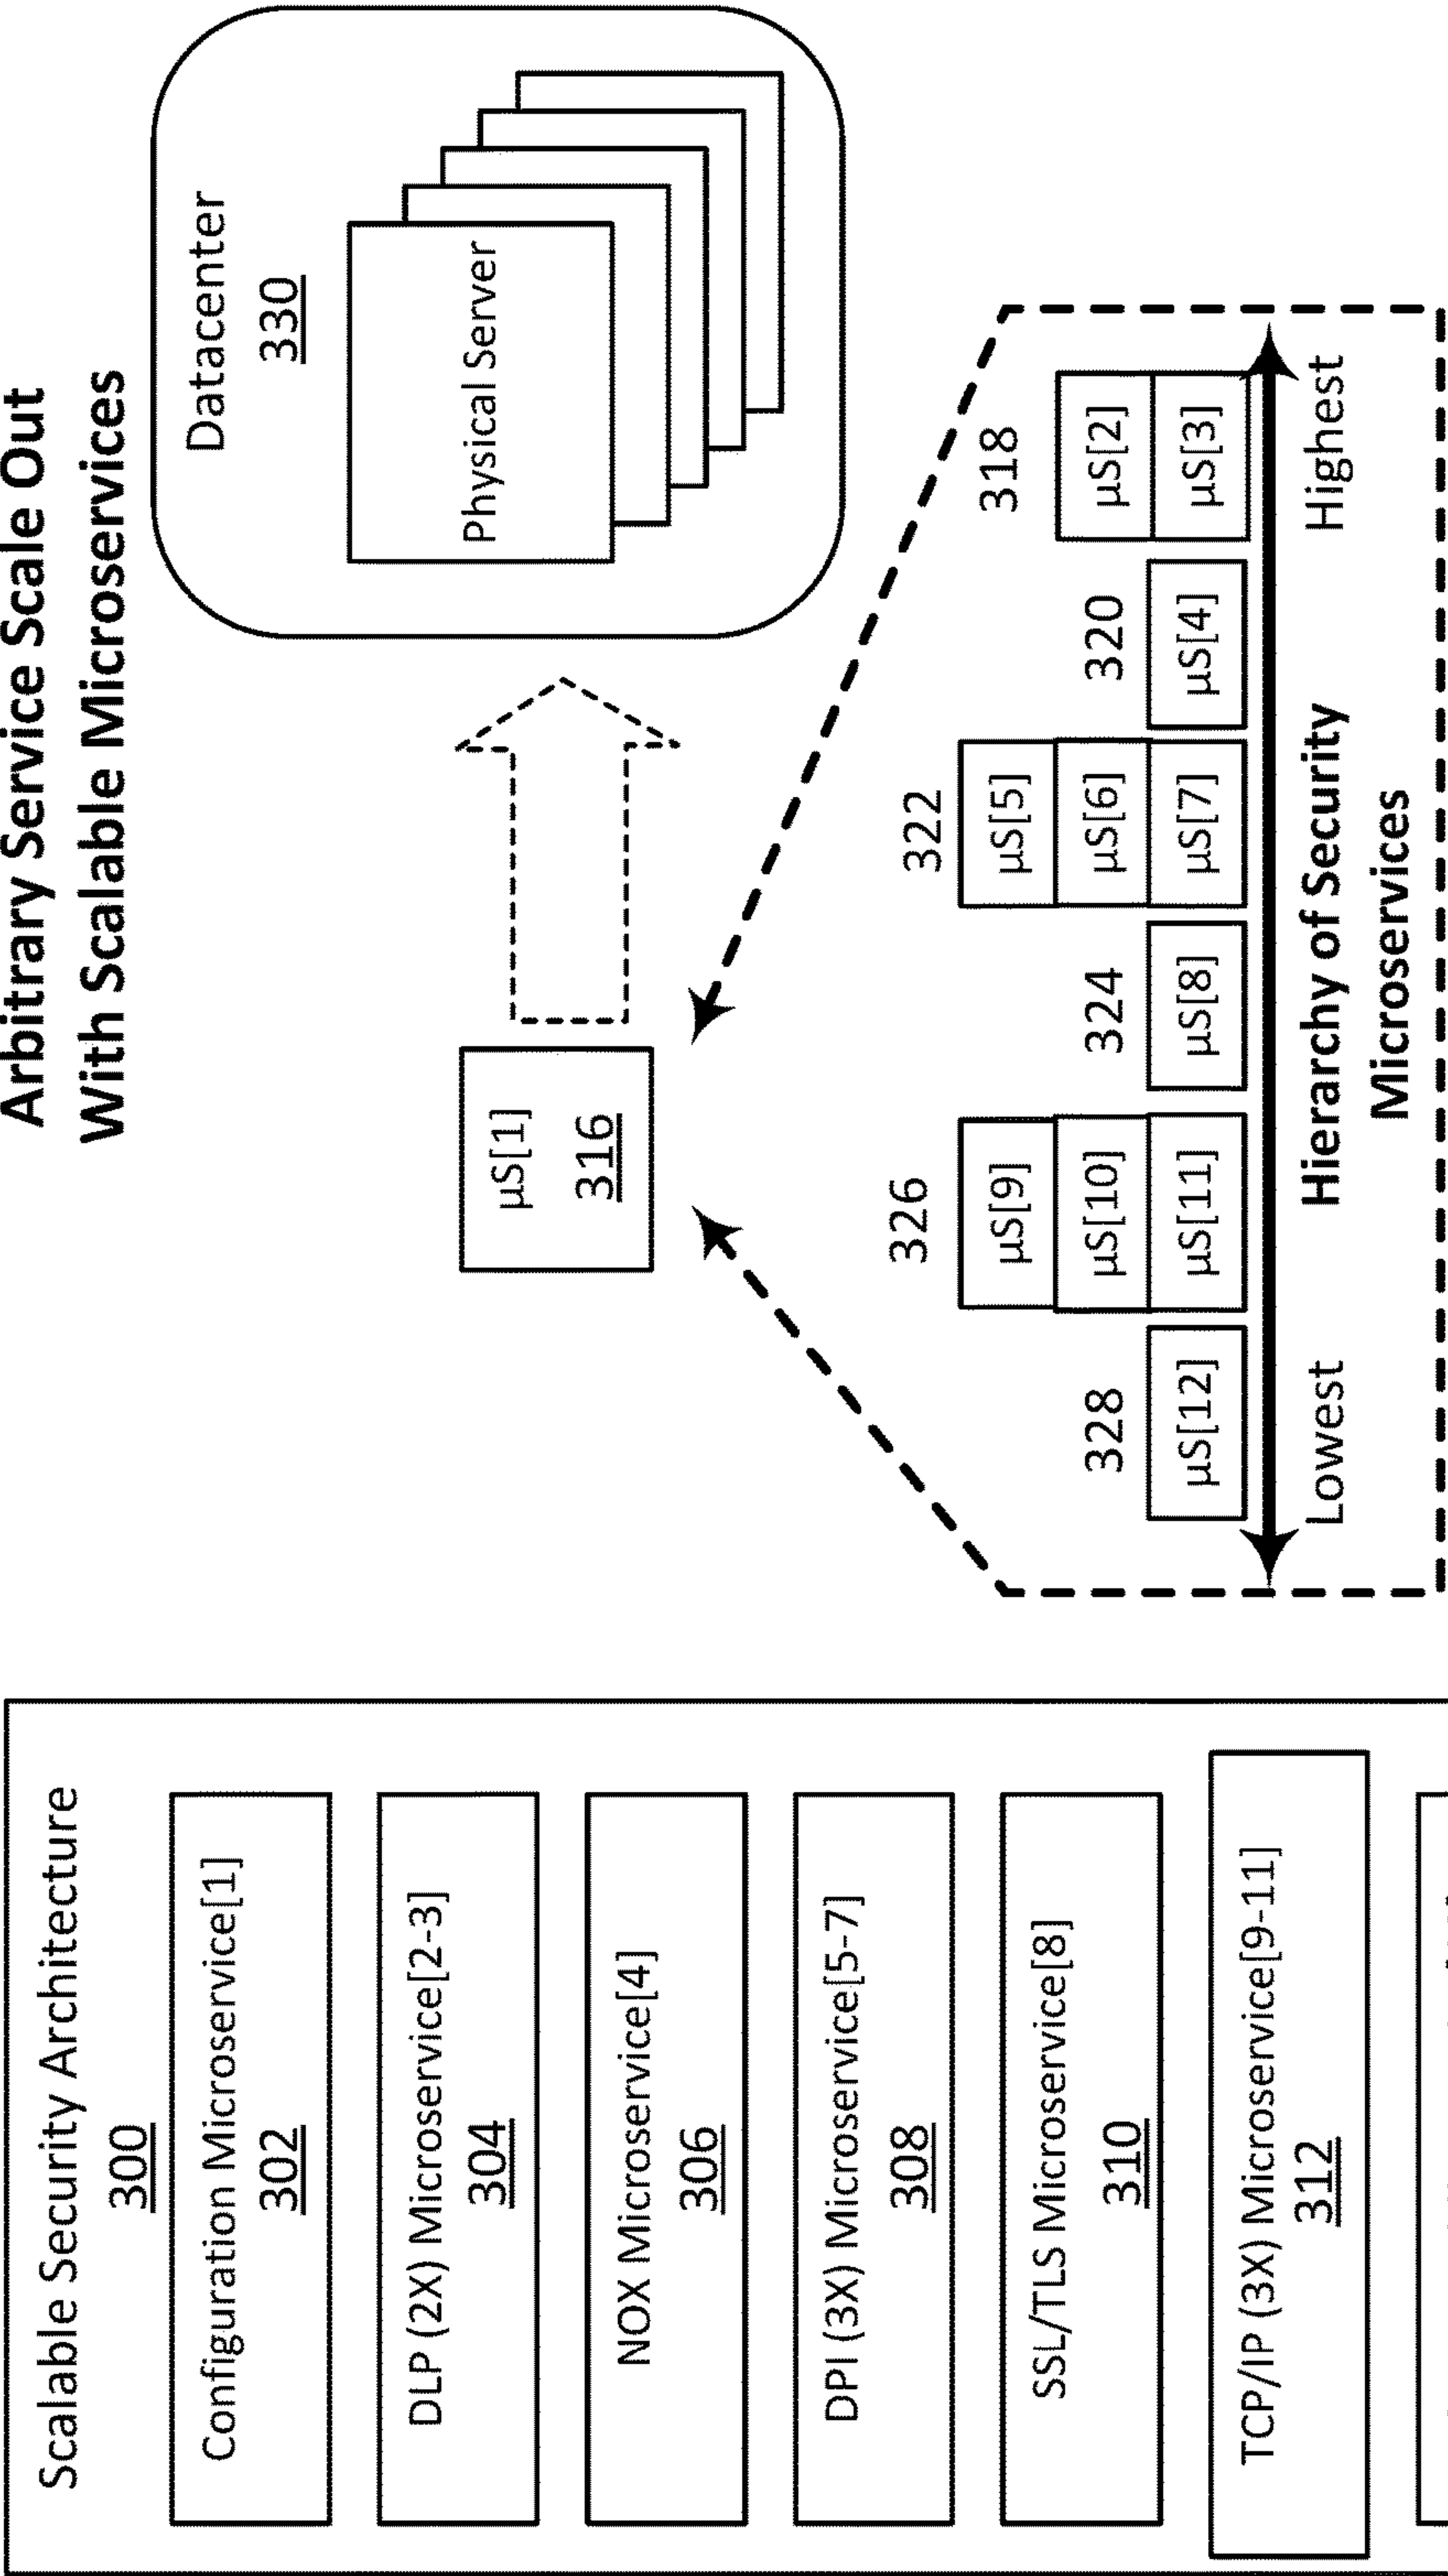 Scalable Security Architecture
300
Configuration Microservice[1]
302
DLP (2X) Microservice[2-3]
304
NOX Microservice[4]
306
DPI (3X) Microservice[5-7]
308
SSL/TLS Microservice[8]
310
TCP/IP (3X) Microservice[9-11]
312
Arbitrary Service Scale Out
With Scalable Microservices
µS[1]
316
Datacenter
330
Physical Server
328
µS[12]
326
µS[9]
µS[10]
µS[11]
324
µS[8]
322
µS[5]
µS[6]
µS[7]
320
µS[4]
318
µS[2]
µS[3]
Lowest
Highest
Hierarchy of Security
Microservices